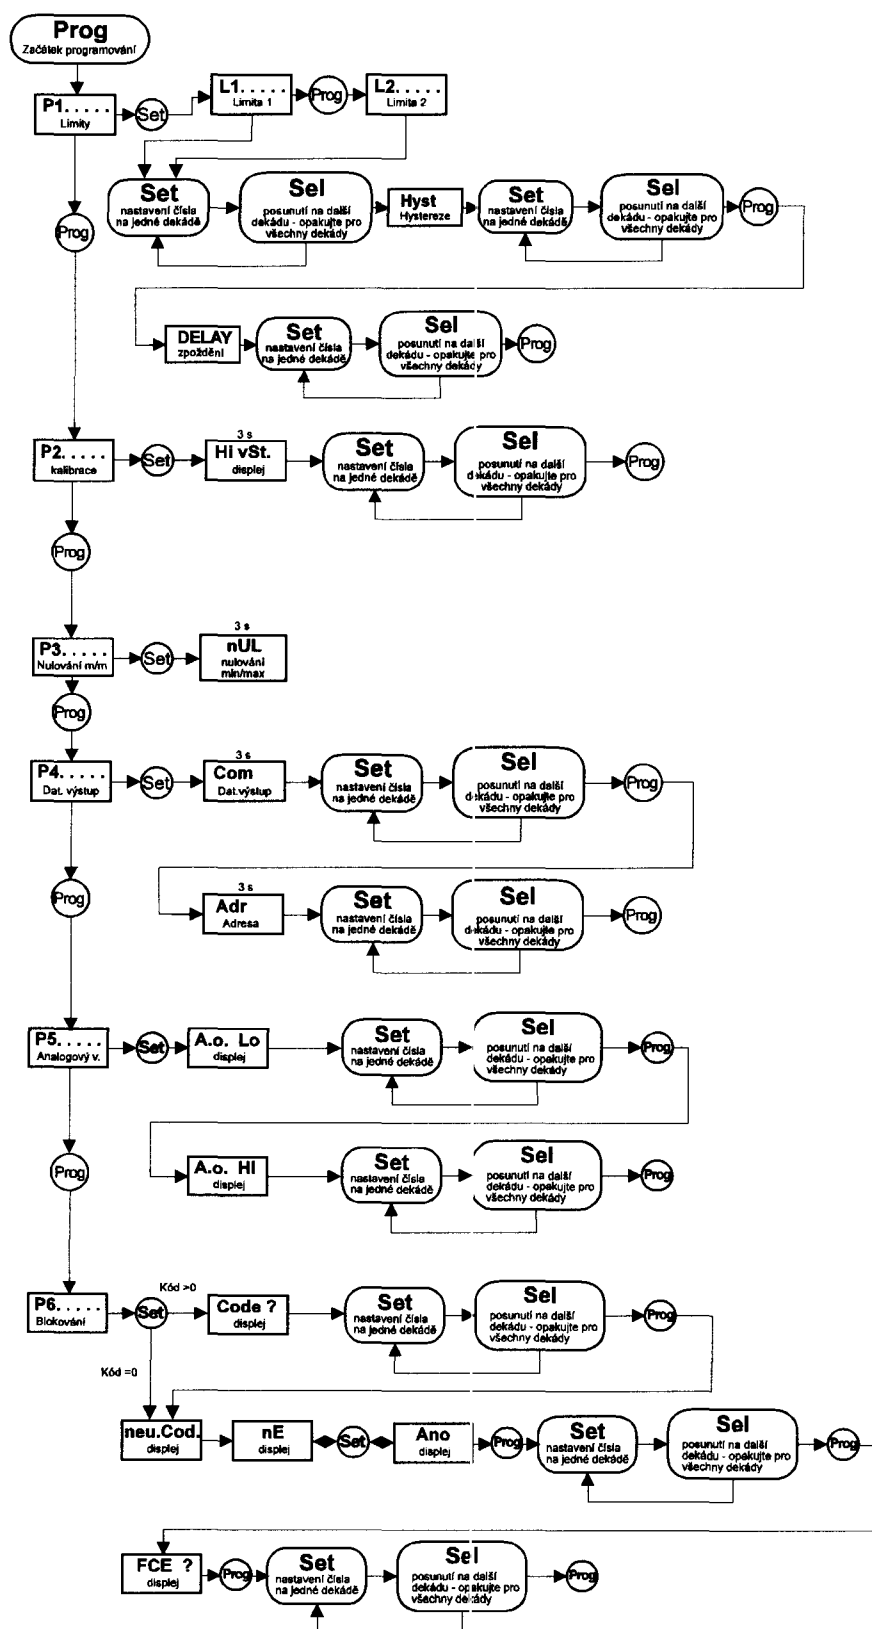 Prog
Začátek programování
P1.....
Limity
Set
L1.....
Limita 1
Prog
L2.....
Limita 2
Set
nastavení čísla
na jedné dekádě
Sel
posunutí na další
dekádu - opakujte pro
všechny dekády
Hyst
Hystereze
Set
nastavení čísla
na jedné dekádě
Sel
posunutí na další
dekádu - opakujte pro
všechny dekády
Prog
Prog
DELAY
zpoždění
Set
nastavení čísla
na jedné dekádě
Sel
posunutí na další
dekádu - opakujte pro
všechny dekády
Prog
P2.....
kalibrace
Set
3 s
Hi vSt.
displej
Set
nastavení čísla
na jedné dekádě
Sel
posunutí na další
dekádu - opakujte pro
všechny dekády
Prog
Prog
P3.....
Nulování m/m
Set
3 s
nUL
nulování
min/max
Prog
P4.....
Dat. výstup
Set
3 s
Com
Dat.výstup
Set
nastavení čísla
na jedné dekádě
Sel
posunutí na další
dekádu - opakujte pro
všechny dekády
Prog
Prog
3 s
Adr
Adresa
Set
nastavení čísla
na jedné dekádě
Sel
posunutí na další
dekádu - opakujte pro
všechny dekády
Prog
P5.....
Analogový v.
Set
A.o. Lo
displej
Set
nastavení čísla
na jedné dekádě
Sel
posunutí na další
dekádu - opakujte pro
všechny dekády
Prog
Prog
A.o. HI
displej
Set
nastavení čísla
na jedné dekádě
Sel
posunutí na další
dekádu - opakujte pro
všechny dekády
Prog
P6.....
Blokování
Set
Kód >0
Code ?
displej
Set
nastavení čísla
na jedné dekádě
Sel
posunutí na další
dekádu - opakujte pro
všechny dekády
Prog
Kód =0
neu.Cod.
displej
nE
displej
Set
Ano
displej
Prog
Set
nastavení čísla
na jedné dekádě
Sel
posunutí na další
dekádu - opakujte pro
všechny dekády
Prog
FCE ?
displej
Prog
Set
nastavení čísla
na jedné dekádě
Sel
posunutí na další
dekádu - opakujte pro
všechny dekády
Prog